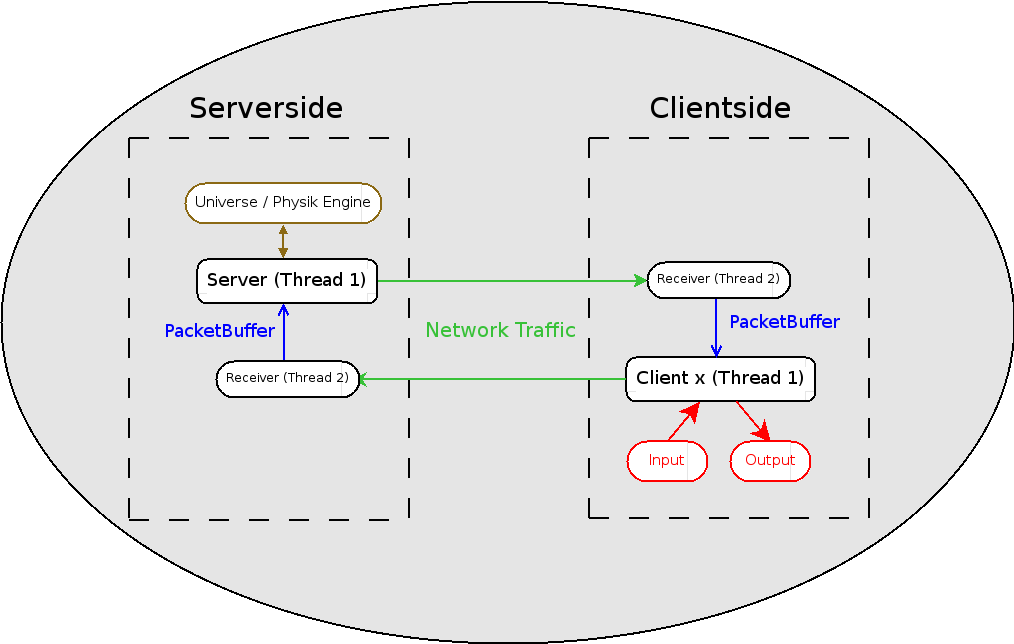 Serverside
Clientside
Universe / Physik Engine
Server (Thread 1)
Receiver (Thread 2)
PacketBuffer
PacketBuffer
Network Traffic
Receiver (Thread 2)
Client x (Thread 1)
Input
Output